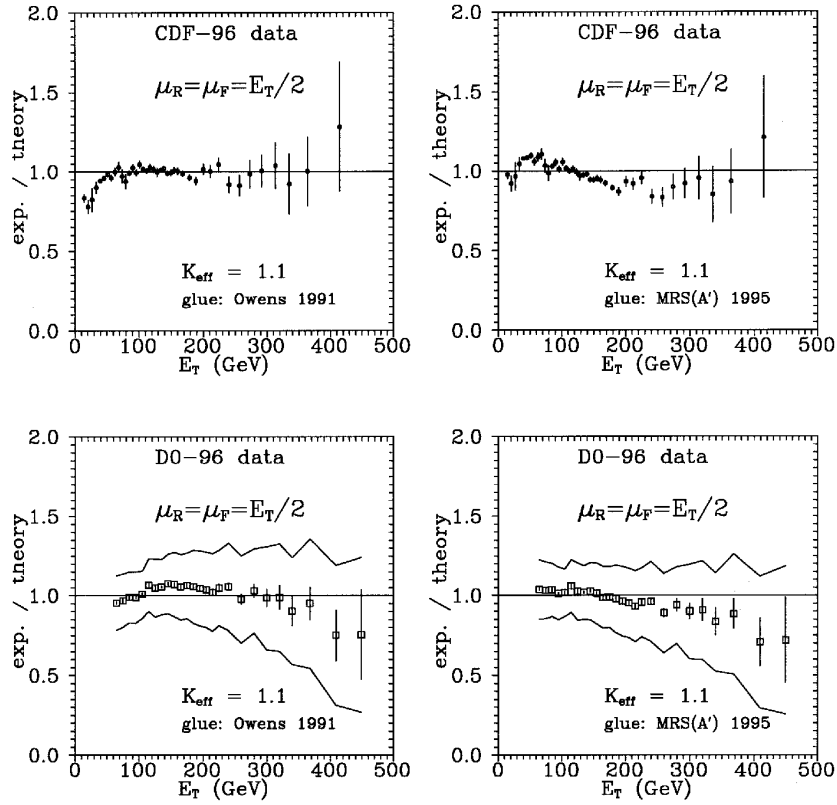 2.0
CDF-96 data
μR=μF=ET/2
1.5
1.0
0.5
0.0
exp. / theory
Keff = 1.1
glue: Owens 1991
0 100 200 300 400 500
ET (GeV)
2.0
CDF-96 data
μR=μF=ET/2
1.5
1.0
0.5
0.0
exp. / theory
Keff = 1.1
glue: MRS(A') 1995
0 100 200 300 400 500
ET (GeV)
2.0
D0-96 data
μR=μF=ET/2
1.5
1.0
0.5
0.0
exp. / theory
Keff = 1.1
glue: Owens 1991
0 100 200 300 400 500
ET (GeV)
2.0
D0-96 data
μR=μF=ET/2
1.5
1.0
0.5
0.0
exp. / theory
Keff = 1.1
glue: MRS(A') 1995
0 100 200 300 400 500
ET (GeV)